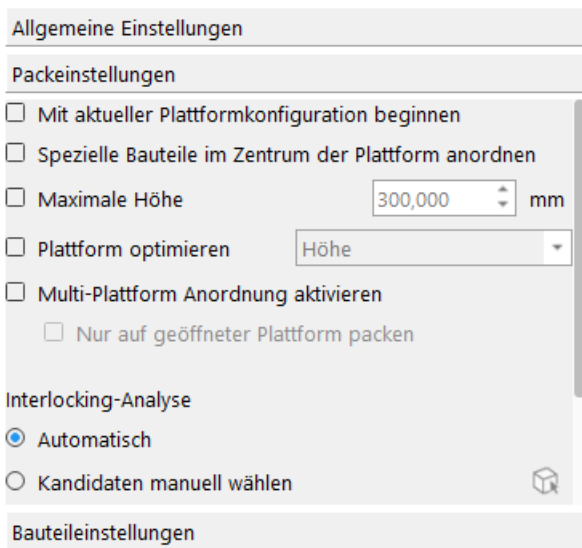 Allgemeine Einstellungen
Packeinstellungen
Mit aktueller Plattformkonfiguration beginnen
Spezielle Bauteile im Zentrum der Plattform anordnen
Maximale Höhe 300,000 mm
Plattform optimieren Höhe
Multi-Plattform Anordnung aktivieren
Nur auf geöffneter Plattform packen
Interlocking-Analyse
Automatisch
Kandidaten manuell wählen
Bauteileinstellungen